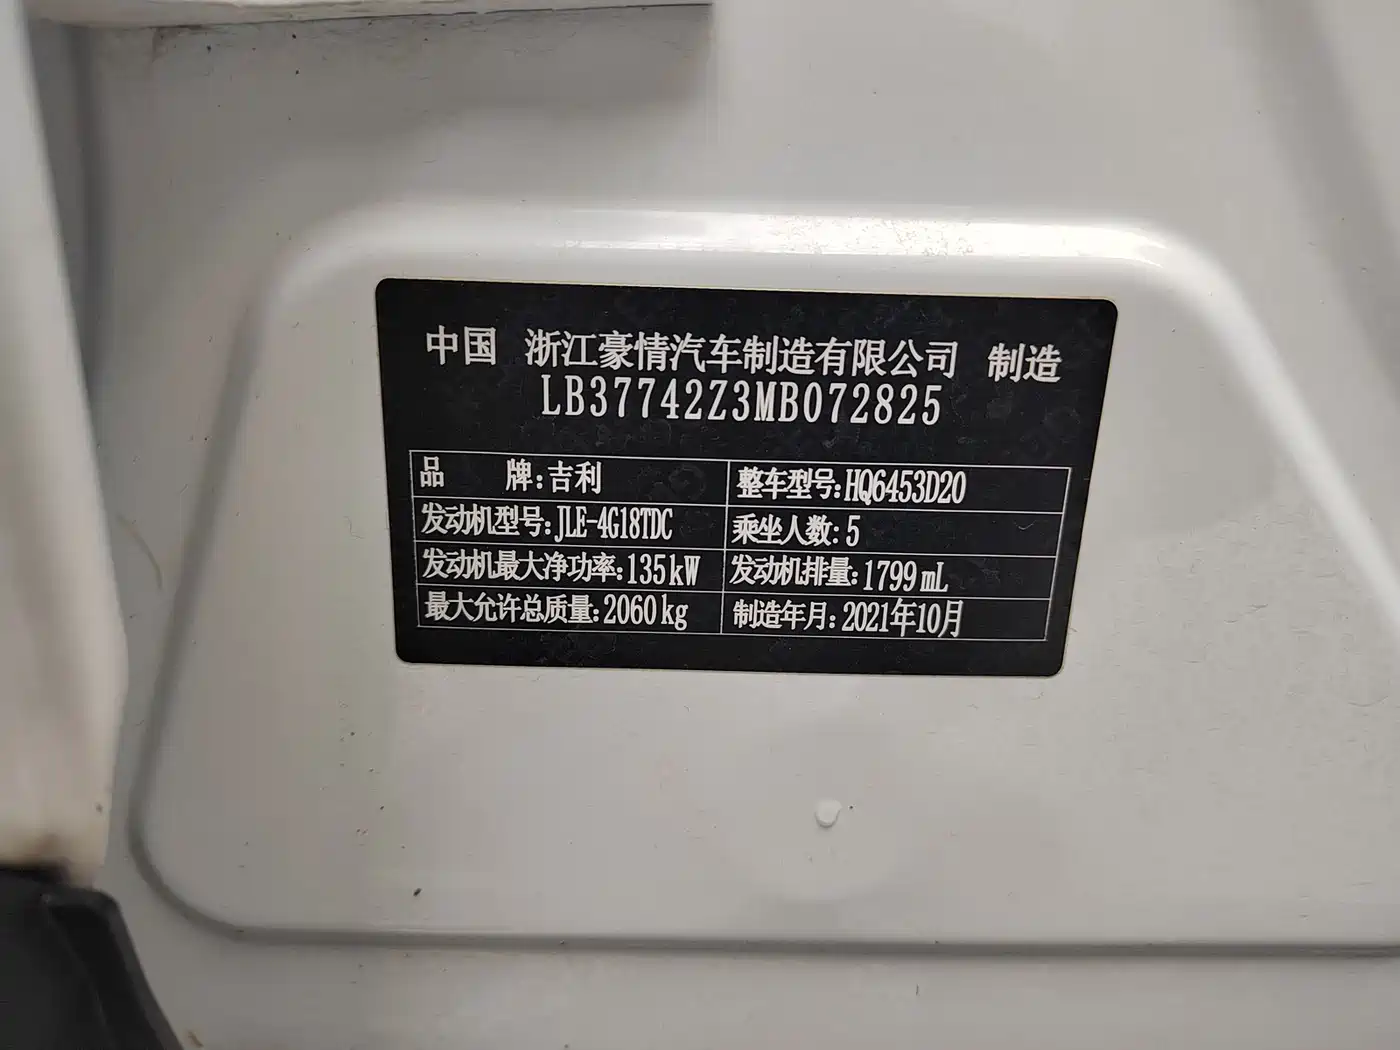 中国 浙江豪情汽车制造有限公司 制造
LB37742Z3MB072825
品 牌:吉利 整车型号:HQ6453D20
发动机型号:JLE-4G18TDC 乘坐人数:5
发动机最大净功率:135kW 发动机排量:1799mL
最大允许总质量:2060kg 制造年月:2021年10月